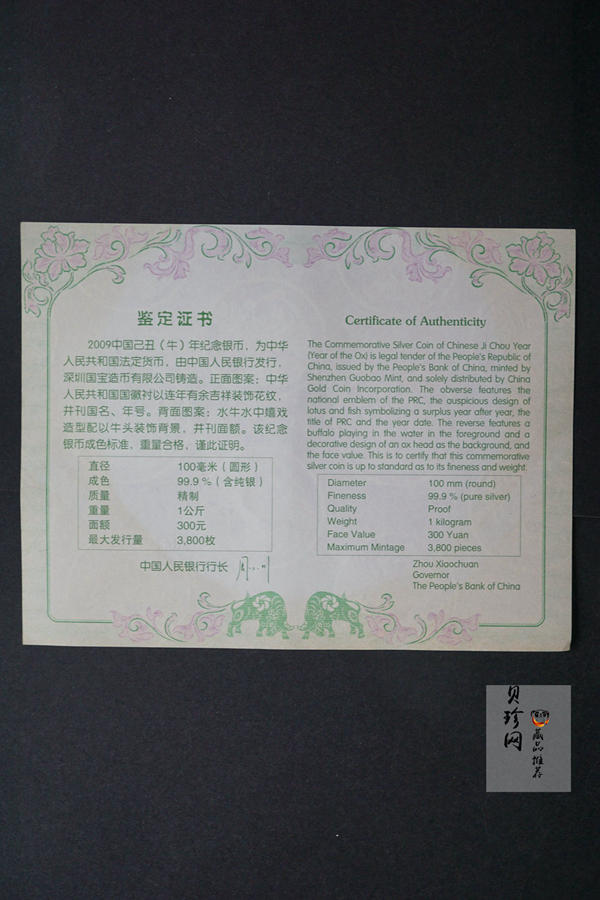 鉴定证书
2009中国己丑（牛）年纪念银币，为中华
人民共和国法定货币，由中国人民银行发行，
深圳国宝造币有限公司铸造。正面图案：中华
人民共和国国徽衬以连年有余吉祥装饰花纹，
并刊国名、年号。背面图案：水牛水中嬉戏
造型配以牛头装饰背景，并刊面额。该纪念
银币成色标准，重量合格，谨此证明。
直径 100毫米（圆形）
成色 99.9%（含纯银）
质量 精制
重量 1公斤
面额 300元
最大发行量 3,800枚
中国人民银行行长
Certificate of Authenticity
The Commemorative Silver Coin of Chinese Ji Chou Year
(Year of the Ox) is legal tender of the People's Republic of
China, issued by the People's Bank of China, minted by
Shenzhen Guobao Mint, and solely distributed by China
Gold Coin Incorporation. The obverse features the
national emblem of the PRC, the auspicious design of
lotus and fish symbolizing a surplus year after year, the
title of PRC and the year date. The reverse features a
buffalo playing in the water in the foreground and a
decorative design of an ox head as the background, and
the face value. This is to certify that this commemorative
silver coin is up to standard as to its fineness and weight.
Diameter 100 mm (round)
Fineness 99.9 % (pure silver)
Quality Proof
Weight 1 kilogram
Face Value 300 Yuan
Maximum Mintage 3,800 pieces
Zhou Xiaochuan
Governor
The People's Bank of China
贝珍网
藏品推荐